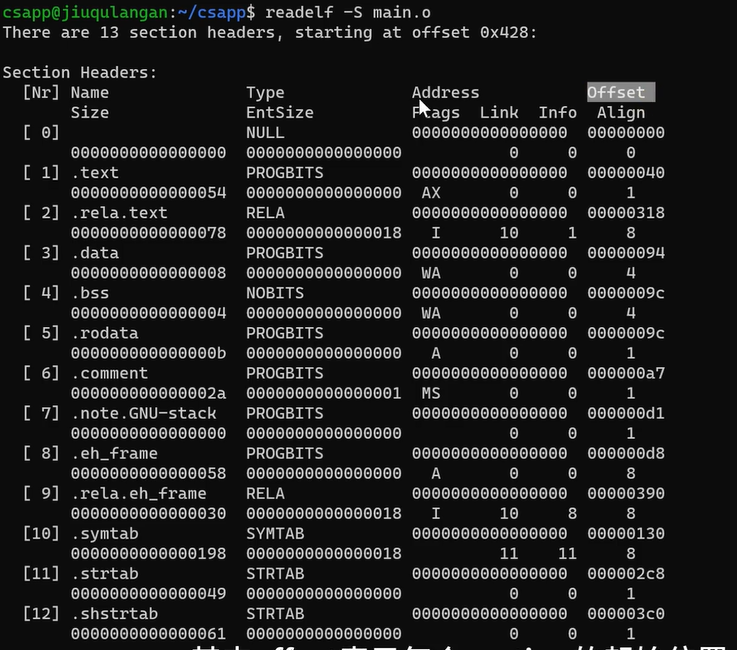 csapp@jiuqulangan:~/csapp$ readelf -S main.o
There are 13 section headers, starting at offset 0x428:
Section Headers:
[Nr] Name Type Address Offset
Size EntSize Flags Link Info Align
[ 0] NULL 0000000000000000 00000000
0000000000000000 0000000000000000 0 0 0
[ 1] .text PROGBITS 0000000000000000 00000040
0000000000000054 0000000000000000 AX 0 0 1
[ 2] .rela.text RELA 0000000000000000 00000318
0000000000000078 0000000000000018 I 10 1 8
[ 3] .data PROGBITS 0000000000000000 00000094
0000000000000008 0000000000000000 WA 0 0 4
[ 4] .bss NOBITS 0000000000000000 0000009c
0000000000000004 0000000000000000 WA 0 0 4
[ 5] .rodata PROGBITS 0000000000000000 0000009c
000000000000000b 0000000000000000 A 0 0 1
[ 6] .comment PROGBITS 0000000000000000 000000a7
000000000000002a 0000000000000001 MS 0 0 1
[ 7] .note.GNU-stack PROGBITS 0000000000000000 000000d1
0000000000000000 0000000000000000 0 0 1
[ 8] .eh_frame PROGBITS 0000000000000000 000000d8
0000000000000058 0000000000000000 A 0 0 8
[ 9] .rela.eh_frame RELA 0000000000000000 00000390
0000000000000030 0000000000000018 I 10 8 8
[10] .symtab SYMTAB 0000000000000000 00000130
0000000000000198 0000000000000018 11 11 8
[11] .strtab STRTAB 0000000000000000 000002c8
0000000000000049 0000000000000000 0 0 1
[12] .shstrtab STRTAB 0000000000000000 000003c0
0000000000000061 0000000000000000 0 0 1